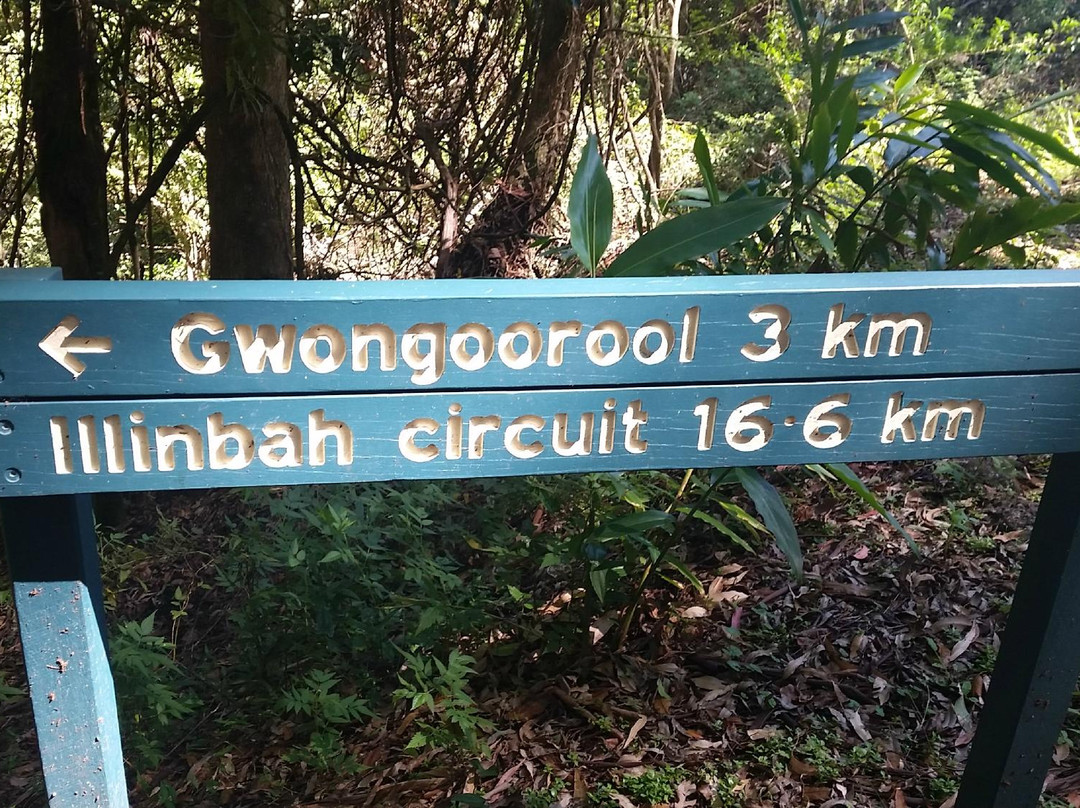 ← Gwongoorool 3 km
Illinbah circuit 16·6 km